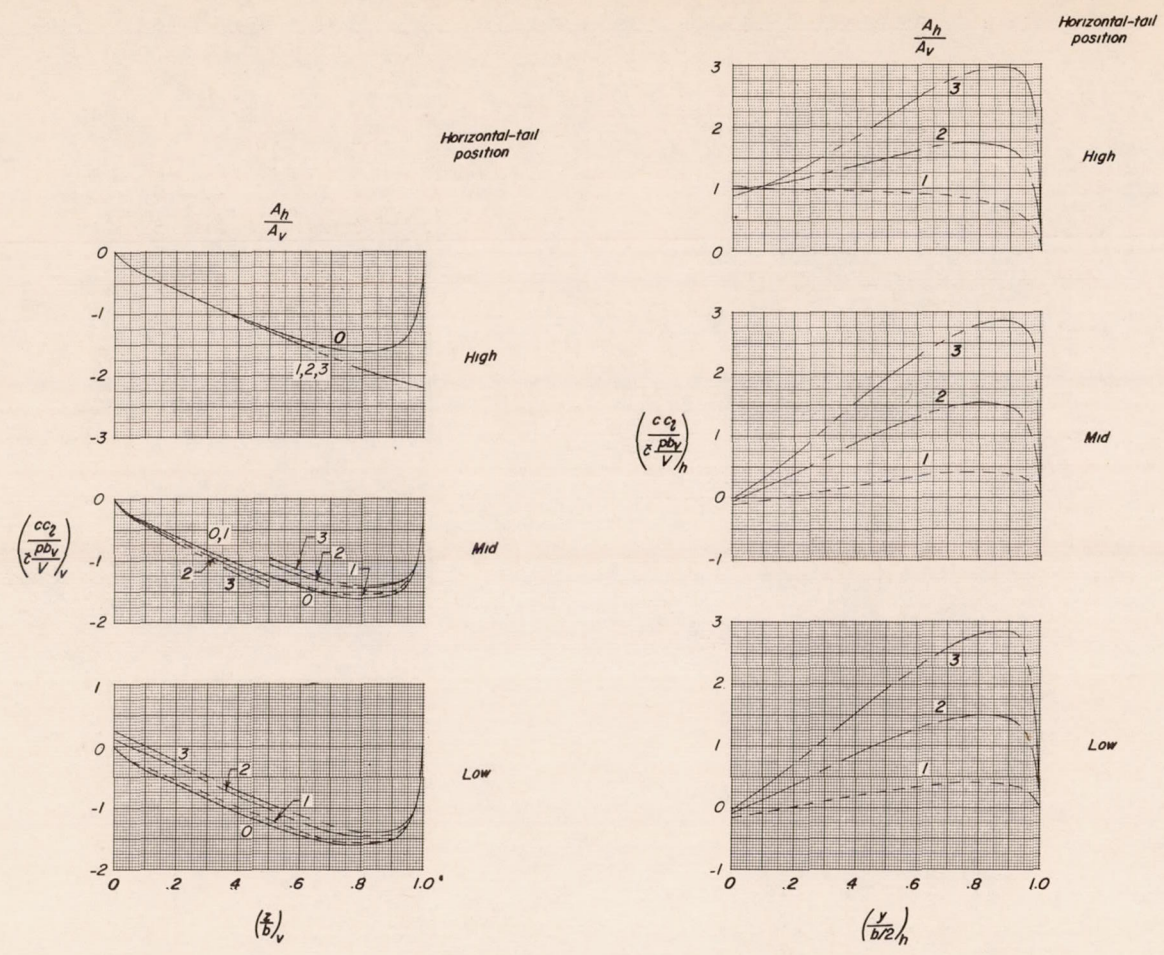 Horizontal-tail
position
A_h
A_v
0
-1
-2
-3
0
1,2,3
High
(cc_l / c̄ pb_v/V)_v
0
-1
-2
0,1
2
3
3
2
1
0
Mid
1
0
-1
-2
3
2
1
0
Low
0 .2 .4 .6 .8 1.0
(z/b)_v
A_h
A_v
Horizontal-tail
position
3
2
1
0
3
2
1
High
(cc_l / c̄ pb_v/V)_h
3
2
1
0
-1
3
2
1
Mid
3
2
1
0
-1
3
2
1
Low
0 .2 .4 .6 .8 1.0
(y/b/2)_h